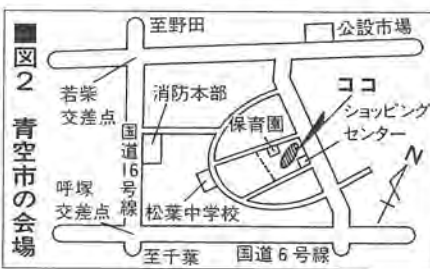 ■図2 青空市の会場
至野田
公設市場
若柴
交差点
消防本部
ココ
ショッピング
センター
保育園
国道16号線
N
呼塚
交差点
松葉中学校
至千葉
国道6号線